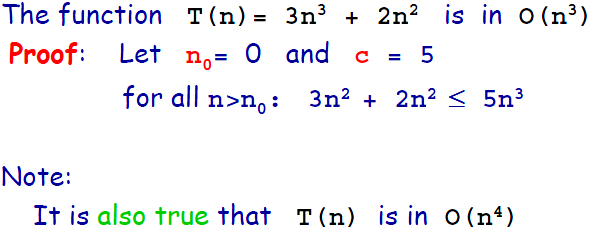 The function T(n)= 3n³ + 2n² is in O(n³)
Proof: Let n₀= 0 and c = 5
for all n>n₀: 3n² + 2n² ≤ 5n³
Note:
It is also true that T(n) is in O(n⁴)